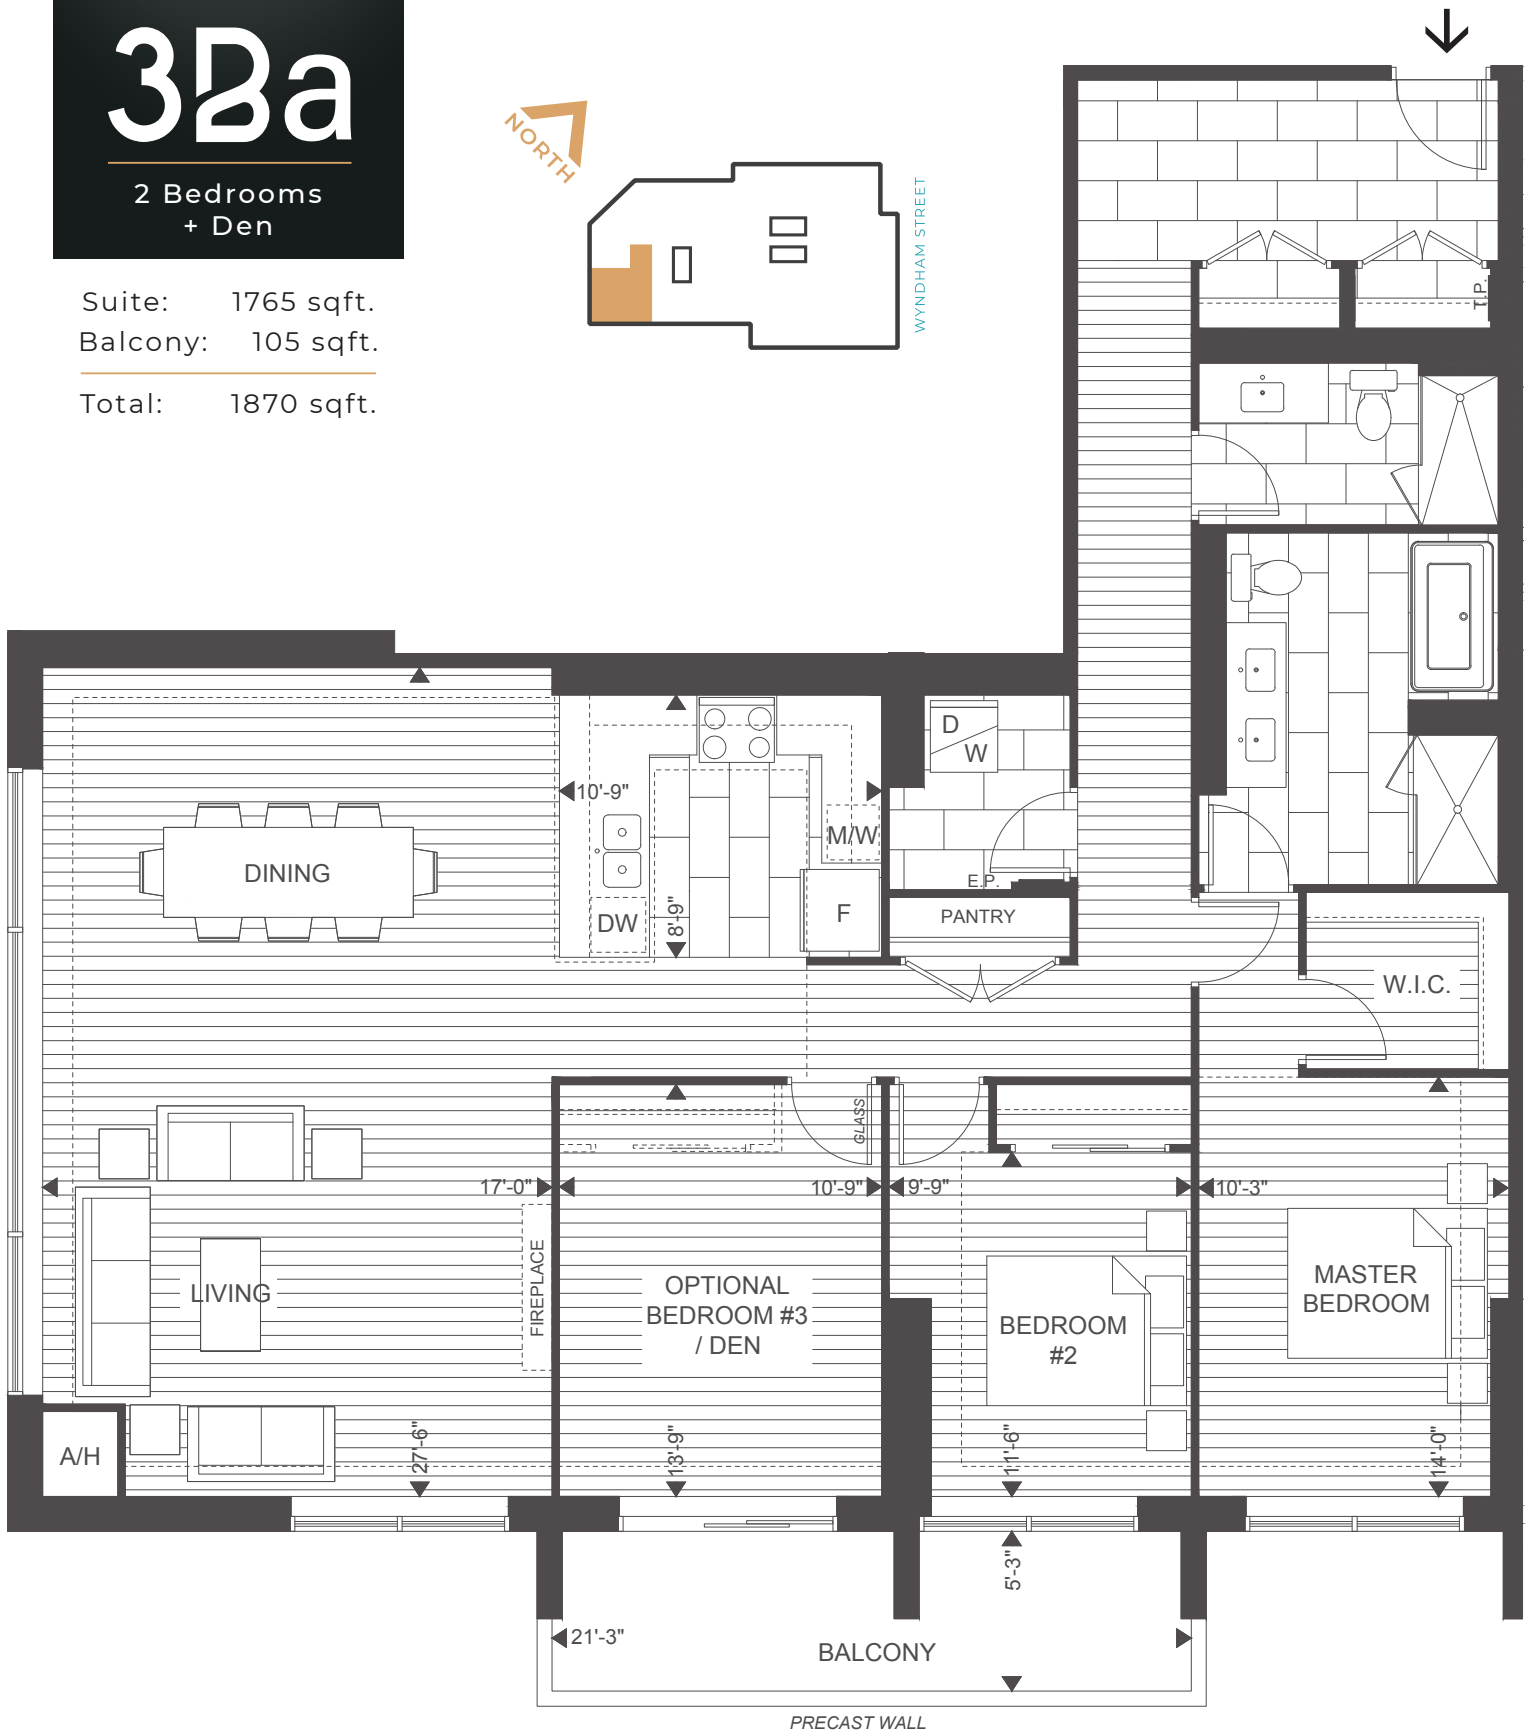 3Ba
2 Bedrooms
+ Den
Suite: 1765 sqft.
Balcony: 105 sqft.
Total: 1870 sqft.
NORTH
WYNDHAM STREET
T.P.
D
W
10'-9"
M/W
DINING
E.P.
F
DW
8'-9"
PANTRY
W.I.C.
GLASS
17'-0"
10'-9"
9'-9"
10'-3"
FIREPLACE
LIVING
OPTIONAL
BEDROOM #3
/ DEN
BEDROOM
#2
MASTER
BEDROOM
A/H
27'-6"
13'-9"
11'-6"
14'-0"
5'-3"
21'-3"
BALCONY
PRECAST WALL